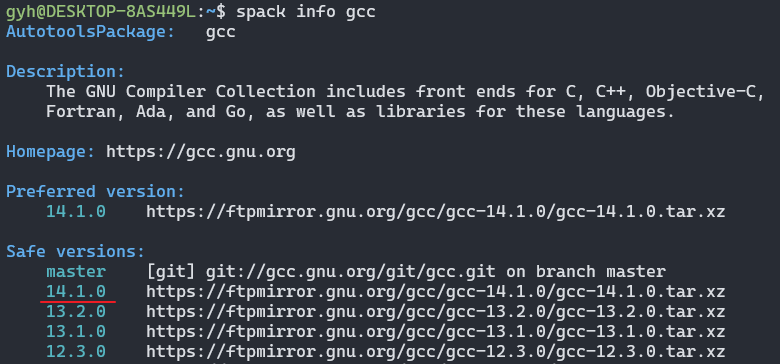 gyh@DESKTOP-8AS449L:~$ spack info gcc
AutotoolsPackage:   gcc
Description:
The GNU Compiler Collection includes front ends for C, C++, Objective-C,
Fortran, Ada, and Go, as well as libraries for these languages.
Homepage: https://gcc.gnu.org
Preferred version:
14.1.0    https://ftpmirror.gnu.org/gcc/gcc-14.1.0/gcc-14.1.0.tar.xz
Safe versions:
master    [git] git://gcc.gnu.org/git/gcc.git on branch master
14.1.0    https://ftpmirror.gnu.org/gcc/gcc-14.1.0/gcc-14.1.0.tar.xz
13.2.0    https://ftpmirror.gnu.org/gcc/gcc-13.2.0/gcc-13.2.0.tar.xz
13.1.0    https://ftpmirror.gnu.org/gcc/gcc-13.1.0/gcc-13.1.0.tar.xz
12.3.0    https://ftpmirror.gnu.org/gcc/gcc-12.3.0/gcc-12.3.0.tar.xz